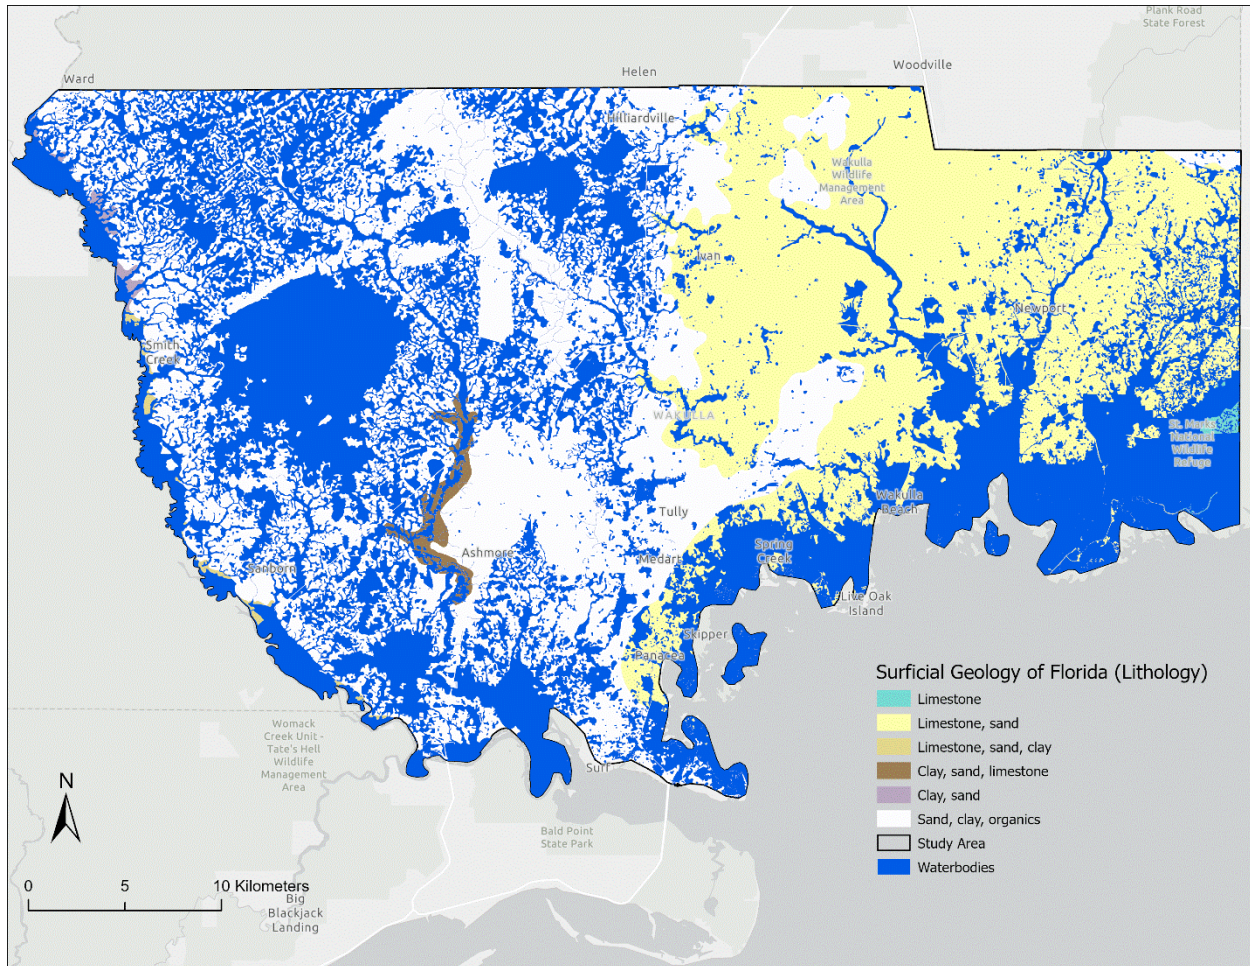 Plank Road
State Forest
Woodville
Helen
Ward
Hilliardville
Wakulla
Wildlife
Management
Area
Ivan
Newport
Smith
Creek
WAKULLA
St. Marks
National
Wildlife
Refuge
Wakulla
Beach
Tully
Ashmore
Medart
Spring
Creek
Sanborn
Live Oak
Island
Skipper
Panacea
Surf
Womack
Creek Unit -
Tate's Hell
Wildlife
Management
Area
Bald Point
State Park
Big
Blackjack
Landing
N
0 5 10 Kilometers
Surficial Geology of Florida (Lithology)
Limestone
Limestone, sand
Limestone, sand, clay
Clay, sand, limestone
Clay, sand
Sand, clay, organics
Study Area
Waterbodies